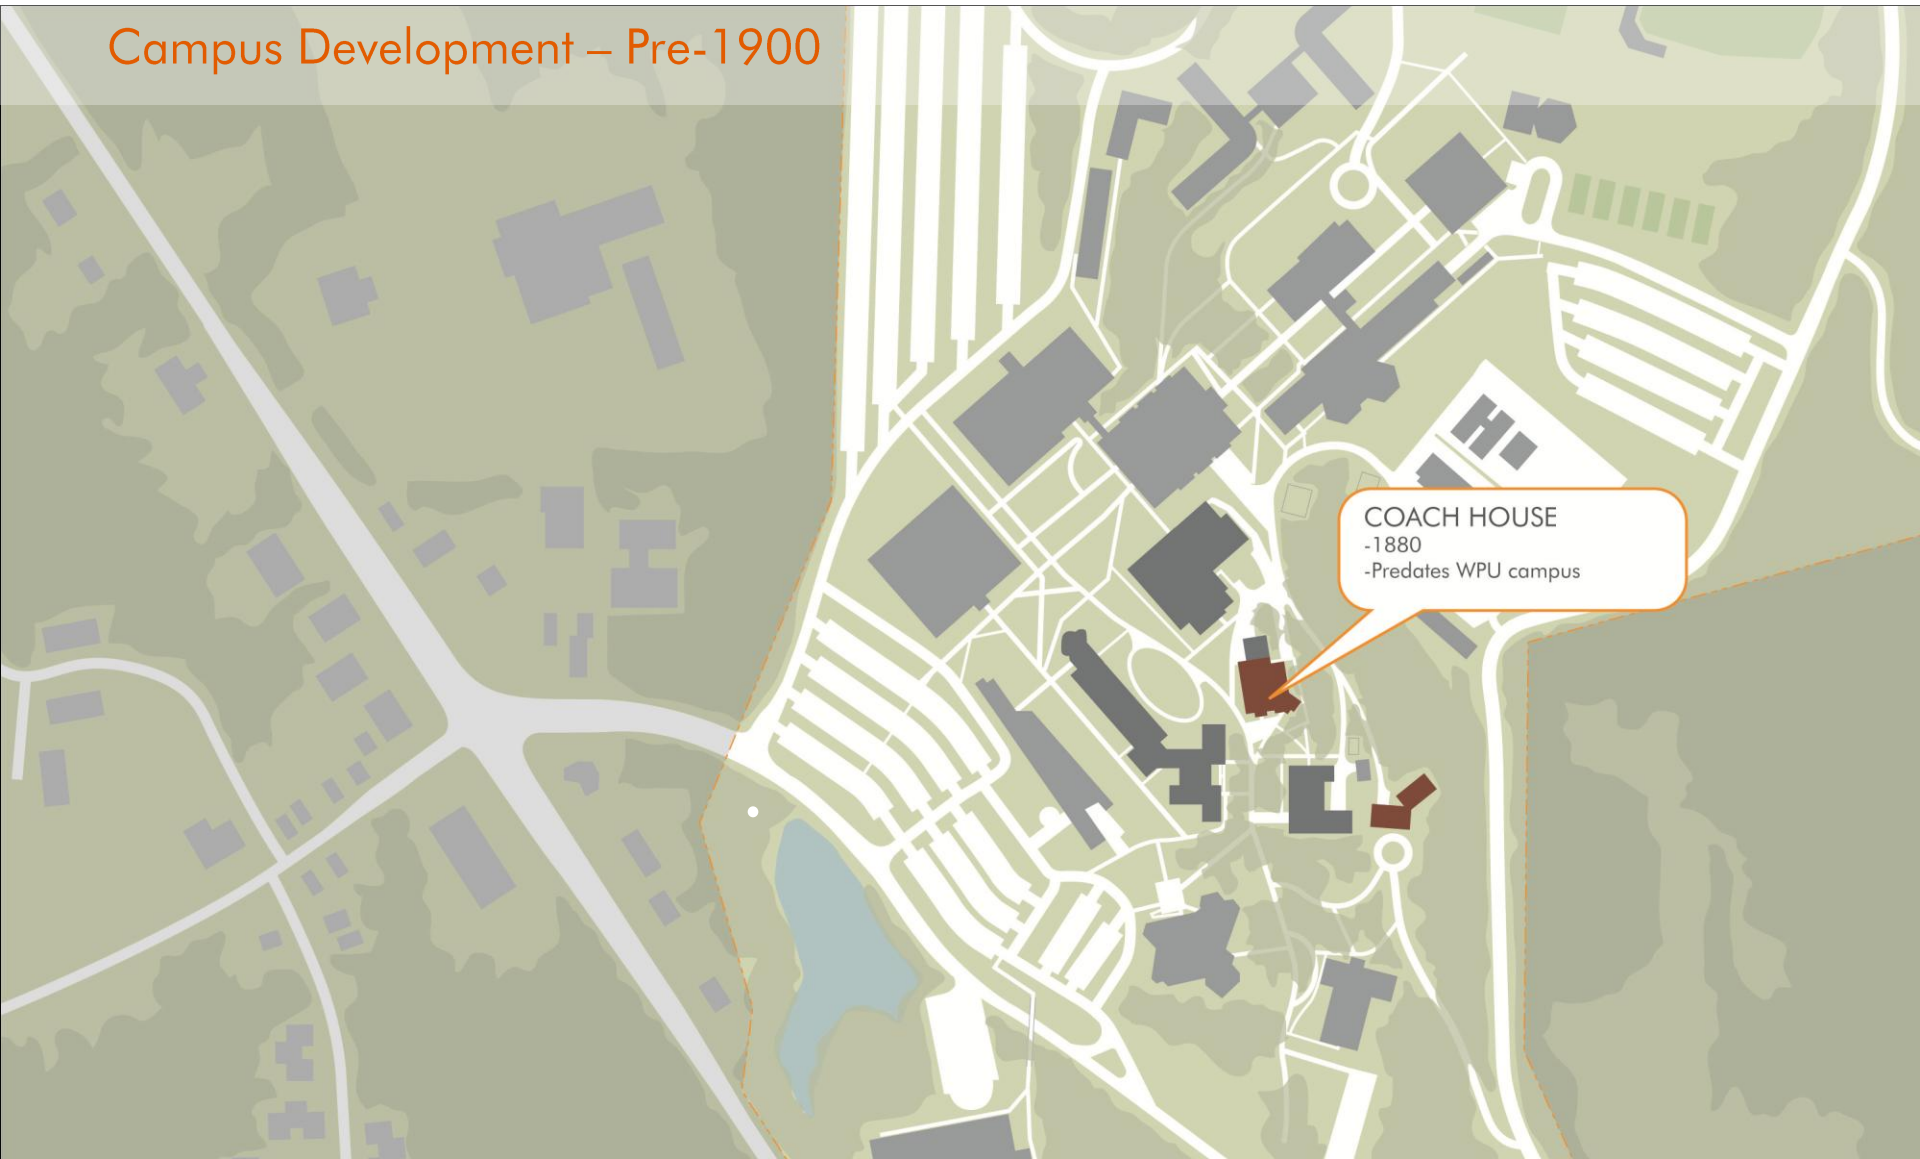 Campus Development – Pre-1900
COACH HOUSE
-1880
-Predates WPU campus